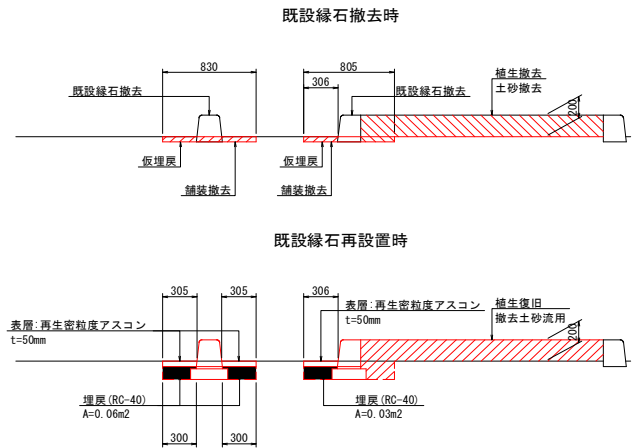 既設縁石撤去時
830
805
306
既設縁石撤去
既設縁石撤去
植生撤去
土砂撤去
200
仮埋戻
仮埋戻
舗装撤去
舗装撤去
既設縁石再設置時
305
305
306
表層:再生密粒度アスコン
t=50mm
表層:再生密粒度アスコン
t=50mm
植生復旧
撤去土砂流用
200
埋戻(RC-40)
A=0.06m2
埋戻(RC-40)
A=0.03m2
300
300